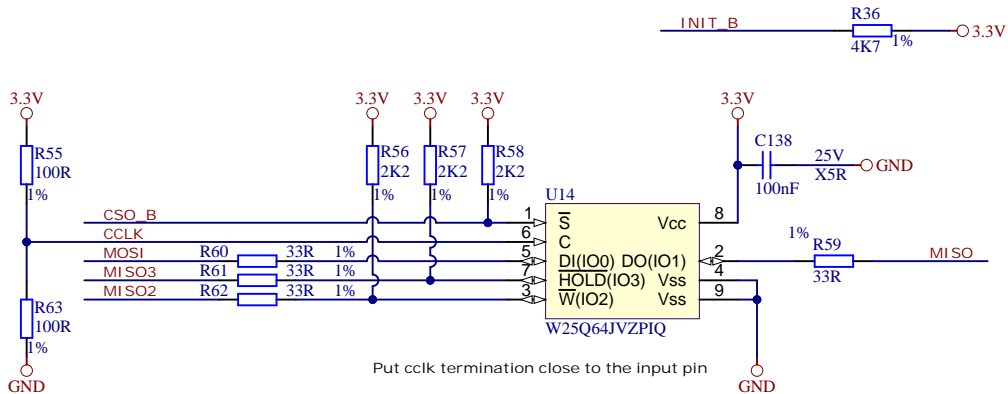 INIT_B
R36
4K7
1%
3.3V
3.3V
3.3V
3.3V
3.3V
3.3V
R55
100R
1%
R56
2K2
1%
R57
2K2
1%
R58
2K2
1%
C138
100nF
25V
X5R
GND
U14
CSO_B
1
S
Vcc
8
CCLK
6
C
MOSI
R60
33R
1%
5
DI(IO0)
DO(IO1)
2
1%
R59
33R
MISO
MISO3
R61
33R
1%
7
HOLD(IO3)
Vss
4
MISO2
R62
33R
1%
3
W(IO2)
Vss
9
R63
100R
1%
W25Q64JVZPIQ
Put cclk termination close to the input pin
GND
GND